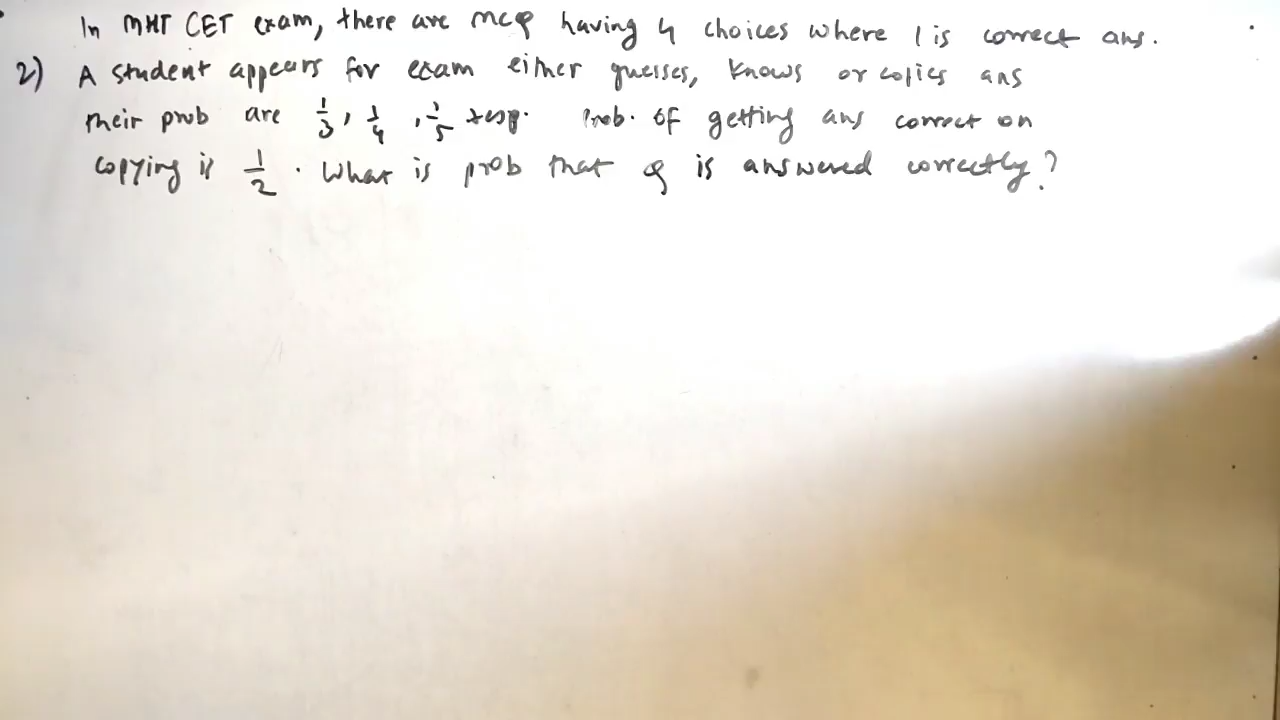 In MHT CET exam, there are MCQ having 4 choices where 1 is correct ans.
2) A student appears for exam either guesses, knows or copies ans
their prob are 1/3, 1/4, 1/5 resp. Prob. of getting ans correct on
copying is 1/2. What is prob that Q is answered correctly?